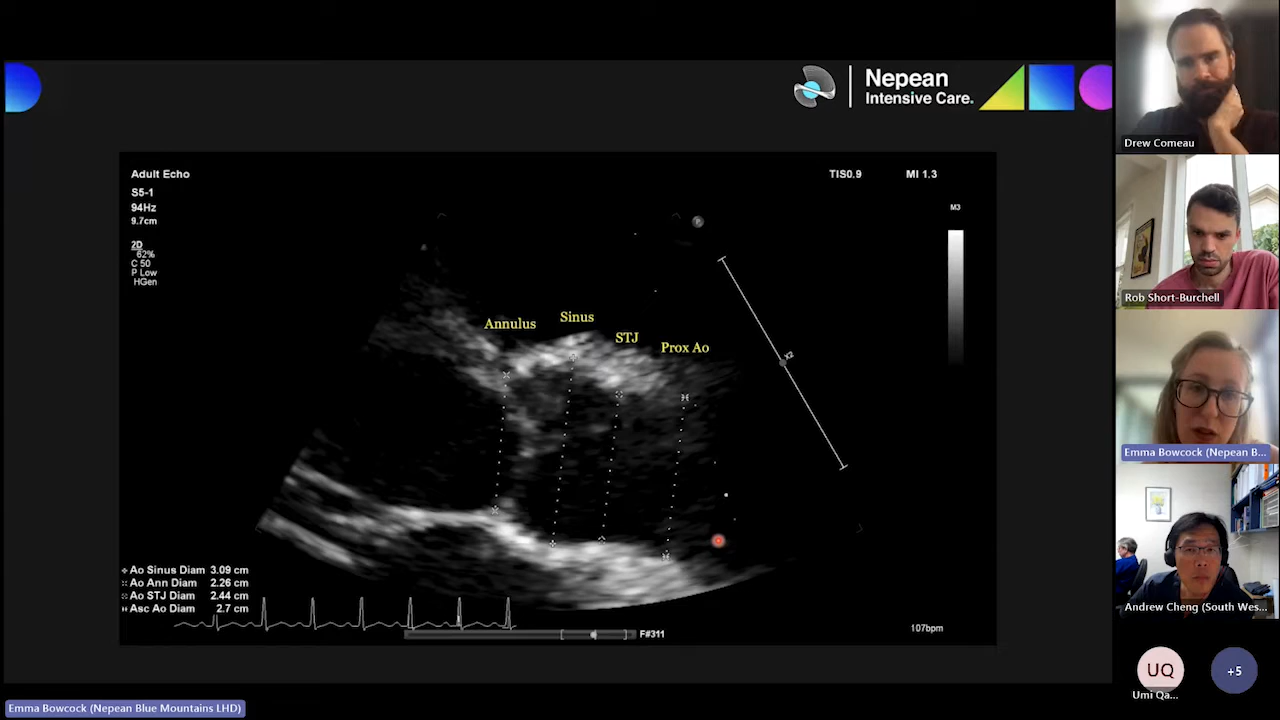 Nepean
Intensive Care.
Adult Echo
S5-1
94Hz
9.7cm
2D
62%
C 50
P Low
HGen
TIS0.9 MI 1.3
M3
P
x2
Annulus
Sinus
STJ
Prox Ao
Ao Sinus Diam 3.09 cm
Ao Ann Diam 2.26 cm
Ao STJ Diam 2.44 cm
Asc Ao Diam 2.7 cm
F#311
107bpm
Emma Bowcock (Nepean Blue Mountains LHD)
Drew Comeau
Rob Short-Burchell
Emma Bowcock (Nepean B...
Andrew Cheng (South Wes...
UQ
Umi Qa...
+5